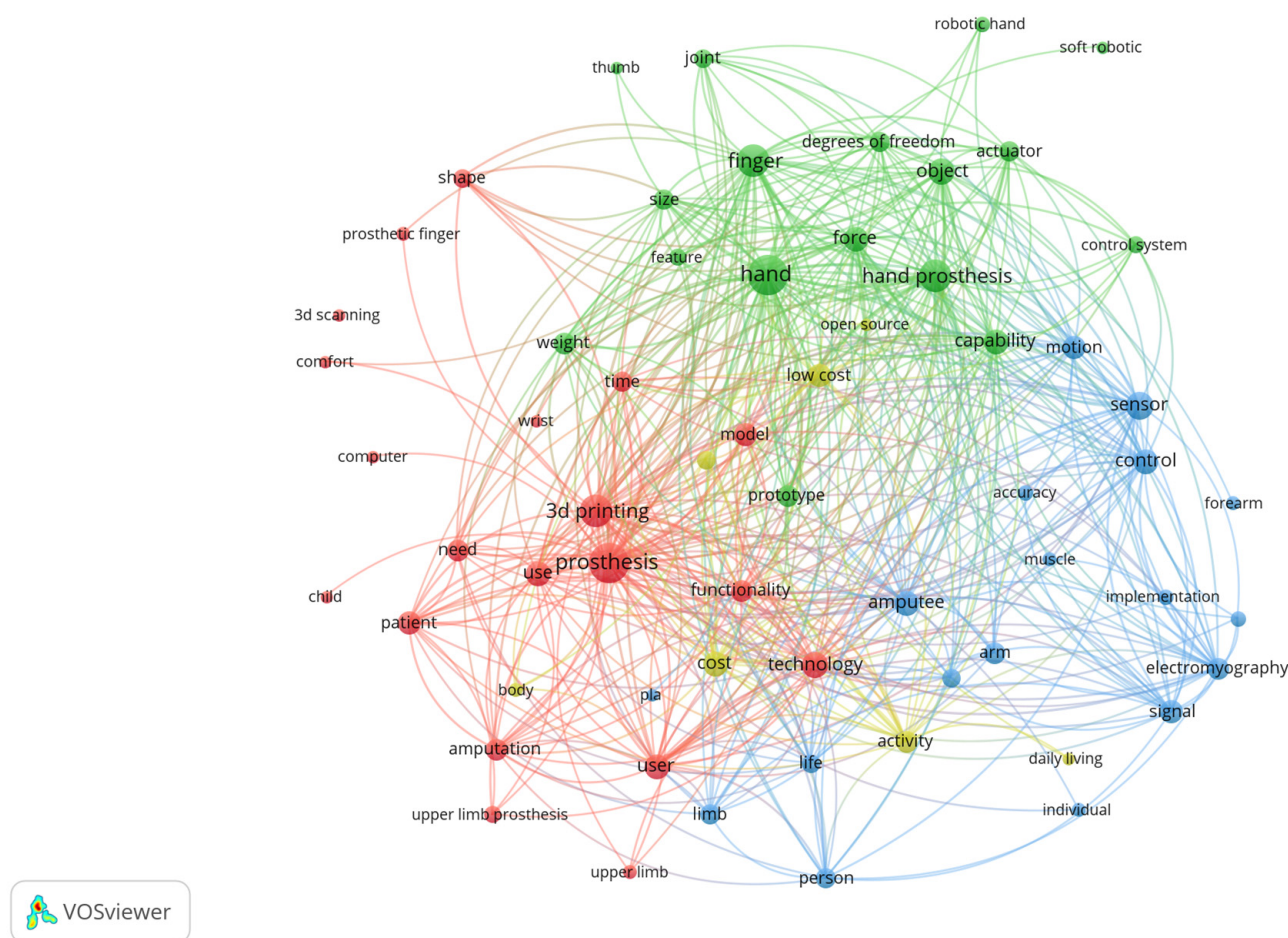 robotic hand
soft robotic
joint
thumb
degrees of freedom
actuator
finger
object
shape
size
prosthetic finger
force
control system
feature
hand
hand prosthesis
3d scanning
open source
weight
capability
motion
comfort
low cost
time
sensor
wrist
model
computer
control
prototype
accuracy
forearm
3d printing
need
muscle
prosthesis
use
functionality
child
amputee
implementation
patient
arm
cost
technology
electromyography
body
pla
signal
activity
amputation
daily living
user
life
upper limb prosthesis
limb
individual
upper limb
person
VOSviewer